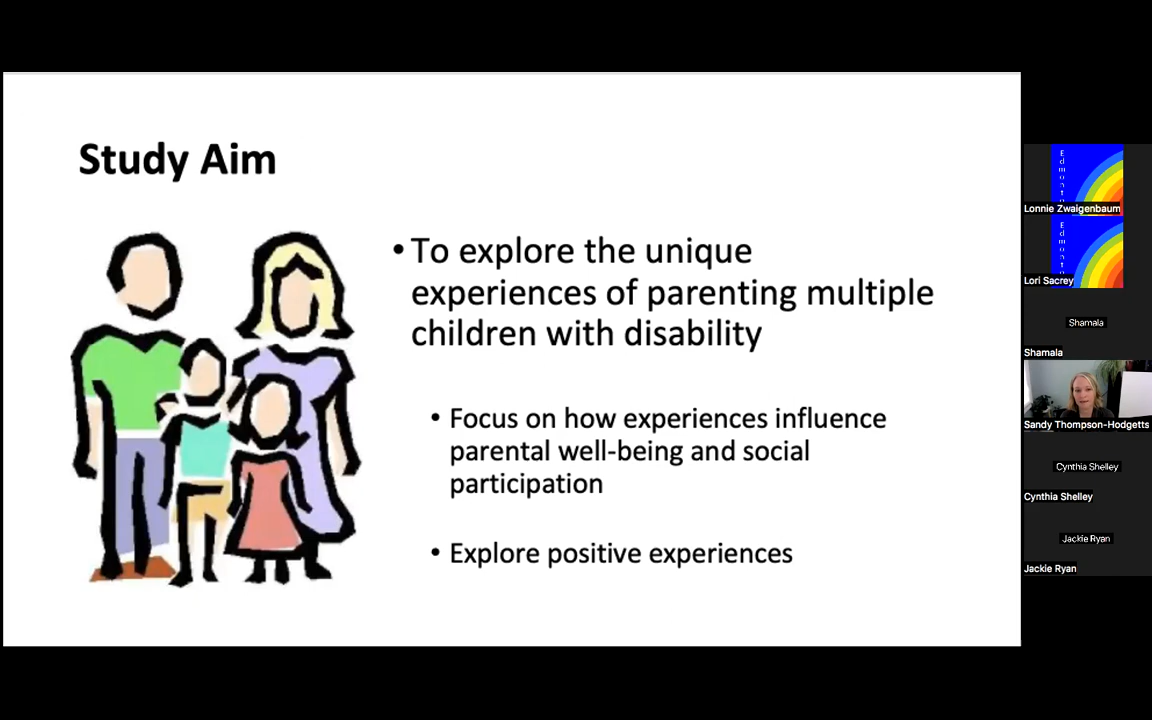 Study Aim
• To explore the unique
experiences of parenting multiple
children with disability
• Focus on how experiences influence
parental well-being and social
participation
• Explore positive experiences
Edmont
Lonnie Zwaigenbaum
Edmont
Lori Sacrey
Shamala
Shamala
Sandy Thompson-Hodgetts
Cynthia Shelley
Cynthia Shelley
Jackie Ryan
Jackie Ryan